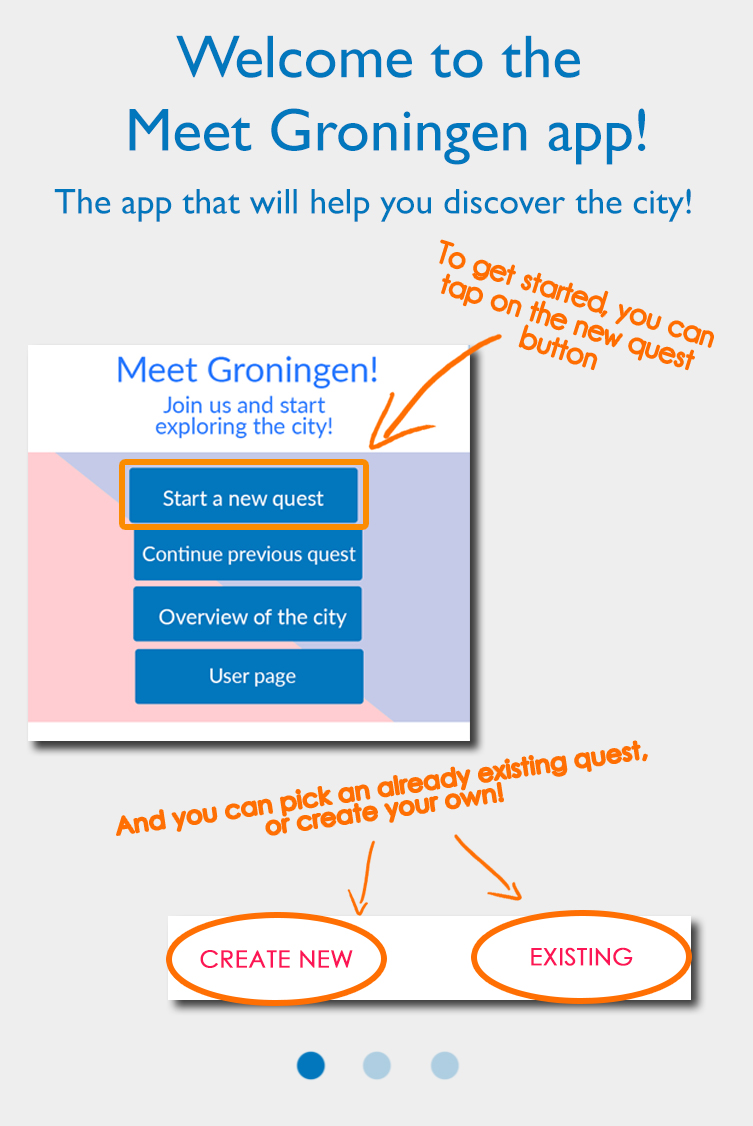 Welcome to the
Meet Groningen app!
The app that will help you discover the city!
To get started, you can
tap on the new quest
button
Meet Groningen!
Join us and start
exploring the city!
Start a new quest
Continue previous quest
Overview of the city
User page
And you can pick an already existing quest,
or create your own!
CREATE NEW
EXISTING